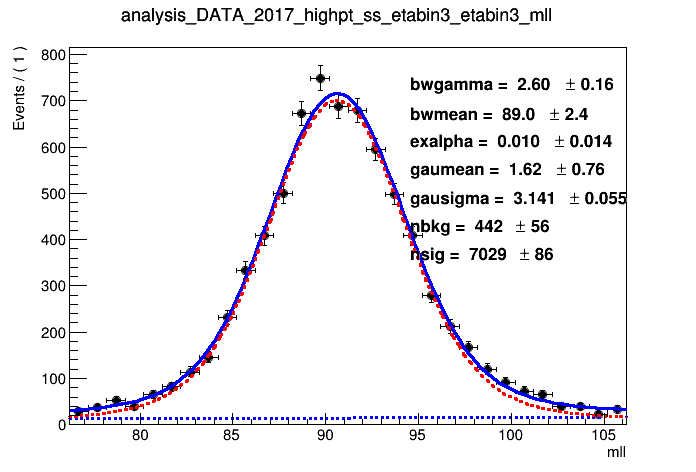 analysis_DATA_2017_highpt_ss_etabin3_etabin3_mll
Events / ( 1 )
800
700
600
500
400
300
200
100
0
bwgamma = 2.60 ± 0.16
bwmean = 89.0 ± 2.4
exalpha = 0.010 ± 0.014
gaumean = 1.62 ± 0.76
gausigma = 3.141 ± 0.055
nbkg = 442 ± 56
nsig = 7029 ± 86
80 85 90 95 100 105
mll